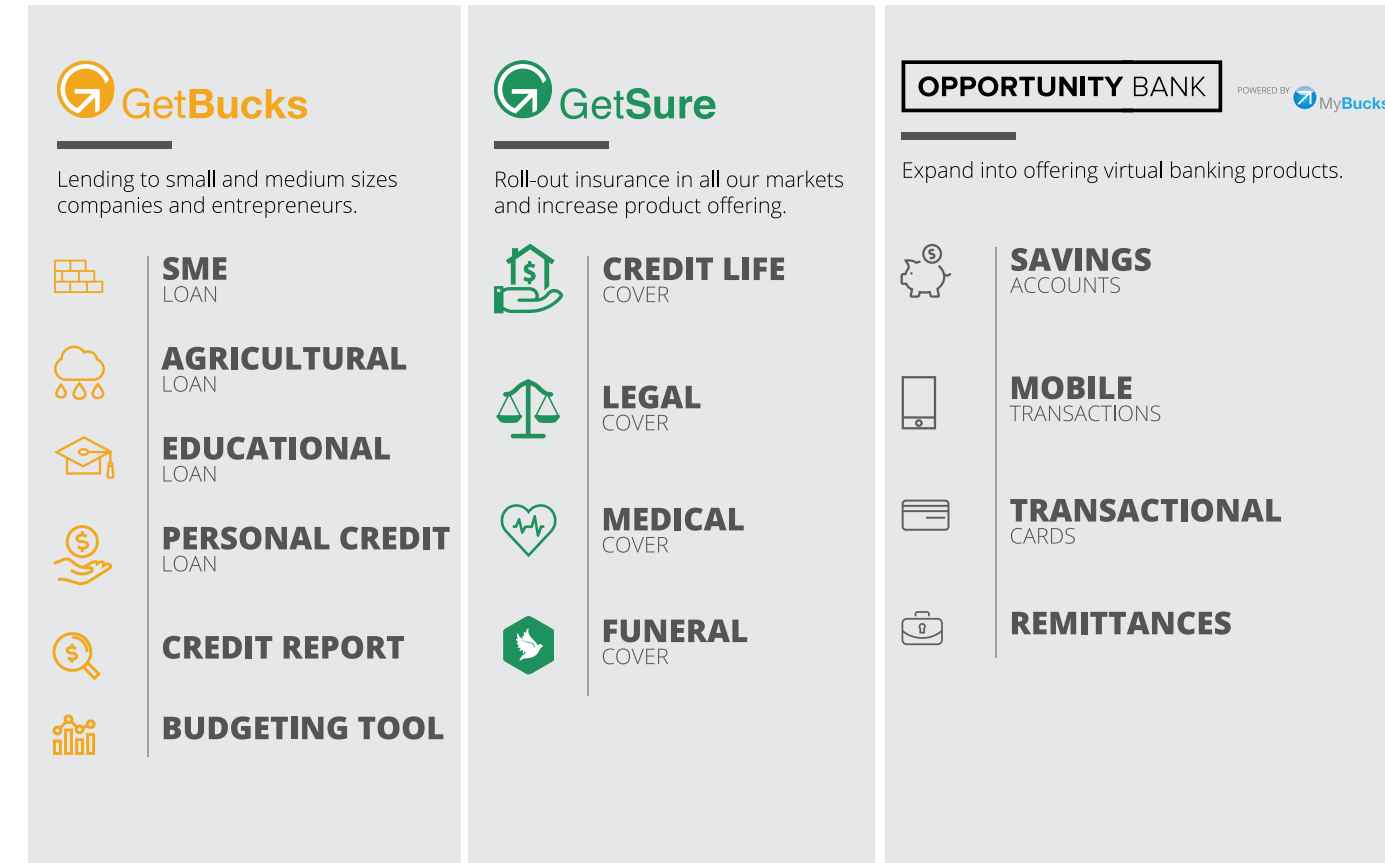 GetBucks
Lending to small and medium sizes
companies and entrepreneurs.
SME
LOAN
AGRICULTURAL
LOAN
EDUCATIONAL
LOAN
PERSONAL CREDIT
LOAN
CREDIT REPORT
BUDGETING TOOL
GetSure
Roll-out insurance in all our markets
and increase product offering.
CREDIT LIFE
COVER
LEGAL
COVER
MEDICAL
COVER
FUNERAL
COVER
OPPORTUNITY BANK
POWERED BY MyBucks
Expand into offering virtual banking products.
SAVINGS
ACCOUNTS
MOBILE
TRANSACTIONS
TRANSACTIONAL
CARDS
REMITTANCES